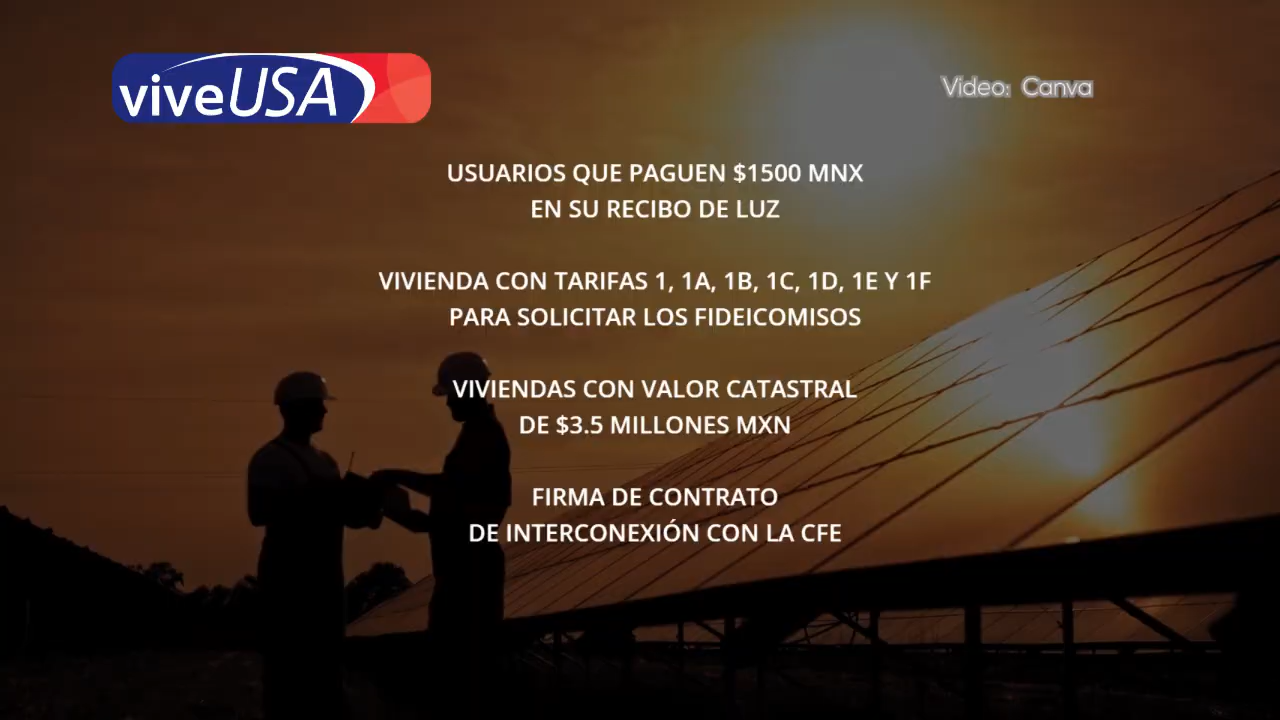 viveUSA
Video: Canva
USUARIOS QUE PAGUEN $1500 MNX
EN SU RECIBO DE LUZ
VIVIENDA CON TARIFAS 1, 1A, 1B, 1C, 1D, 1E Y 1F
PARA SOLICITAR LOS FIDEICOMISOS
VIVIENDAS CON VALOR CATASTRAL
DE $3.5 MILLONES MXN
FIRMA DE CONTRATO
DE INTERCONEXIÓN CON LA CFE